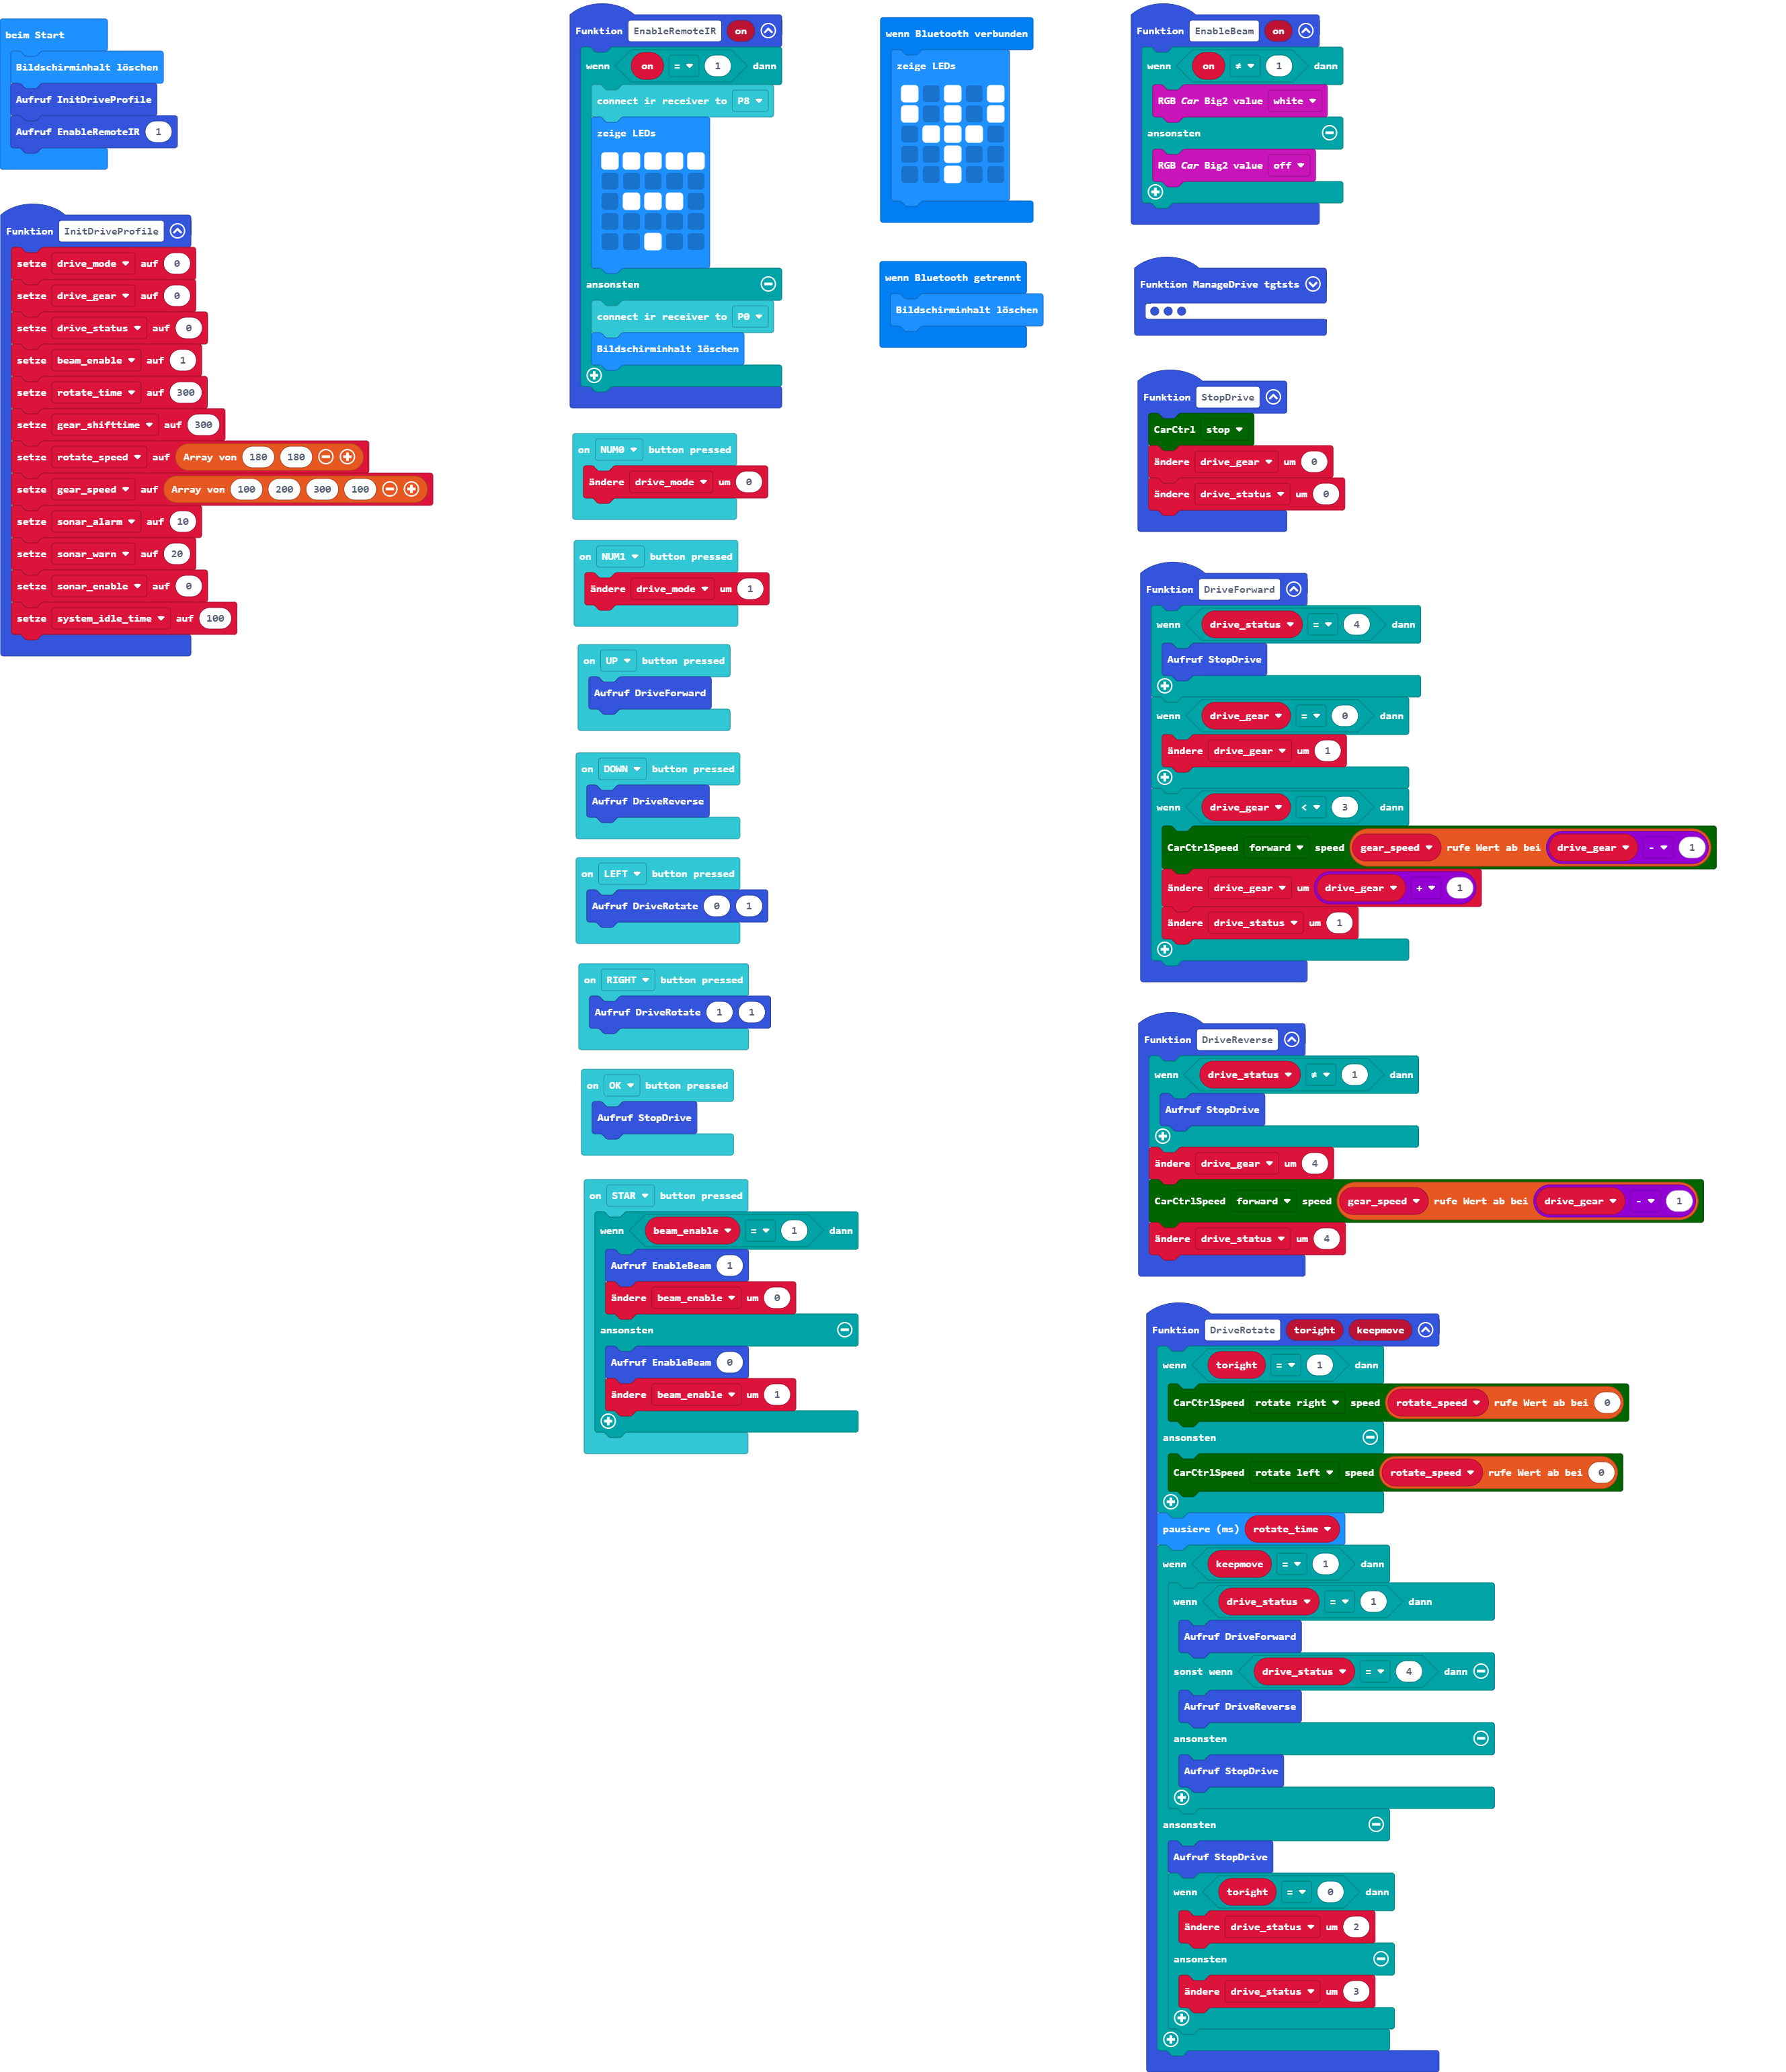 beim Start
Bildschirminhalt löschen
Aufruf InitDriveProfile
Aufruf EnableRemoteIR 1
Funktion InitDriveProfile
setze drive_mode auf 0
setze drive_gear auf 0
setze drive_status auf 0
setze beam_enable auf 1
setze rotate_time auf 300
setze gear_shifttime auf 300
setze rotate_speed auf Array von 180 180
setze gear_speed auf Array von 100 200 300 100
setze sonar_alarm auf 10
setze sonar_warn auf 20
setze sonar_enable auf 0
setze system_idle_time auf 100
Funktion EnableRemoteIR on
wenn on = 1 dann
connect ir receiver to P8
zeige LEDs
ansonsten
connect ir receiver to P0
Bildschirminhalt löschen
on NUM0 button pressed
ändere drive_mode um 0
on NUM1 button pressed
ändere drive_mode um 1
on UP button pressed
Aufruf DriveForward
on DOWN button pressed
Aufruf DriveReverse
on LEFT button pressed
Aufruf DriveRotate 0 1
on RIGHT button pressed
Aufruf DriveRotate 1 1
on OK button pressed
Aufruf StopDrive
on STAR button pressed
wenn beam_enable = 1 dann
Aufruf EnableBeam 1
ändere beam_enable um 0
ansonsten
Aufruf EnableBeam 0
ändere beam_enable um 1
wenn Bluetooth verbunden
zeige LEDs
wenn Bluetooth getrennt
Bildschirminhalt löschen
Funktion EnableBeam on
wenn on ≠ 1 dann
RGB Car Big2 value white
ansonsten
RGB Car Big2 value off
Funktion ManageDrive tgtsts
Funktion StopDrive
CarCtrl stop
ändere drive_gear um 0
ändere drive_status um 0
Funktion DriveForward
wenn drive_status = 4 dann
Aufruf StopDrive
wenn drive_gear = 0 dann
ändere drive_gear um 1
wenn drive_gear < 3 dann
CarCtrlSpeed forward speed gear_speed rufe Wert ab bei drive_gear - 1
ändere drive_gear um drive_gear + 1
ändere drive_status um 1
Funktion DriveReverse
wenn drive_status ≠ 1 dann
Aufruf StopDrive
ändere drive_gear um 4
CarCtrlSpeed forward speed gear_speed rufe Wert ab bei drive_gear - 1
ändere drive_status um 4
Funktion DriveRotate toright keepmove
wenn toright = 1 dann
CarCtrlSpeed rotate right speed rotate_speed rufe Wert ab bei 0
ansonsten
CarCtrlSpeed rotate left speed rotate_speed rufe Wert ab bei 0
pausiere (ms) rotate_time
wenn keepmove = 1 dann
wenn drive_status = 1 dann
Aufruf DriveForward
sonst wenn drive_status = 4 dann
Aufruf DriveReverse
ansonsten
Aufruf StopDrive
ansonsten
Aufruf StopDrive
wenn toright = 0 dann
ändere drive_status um 2
ansonsten
ändere drive_status um 3